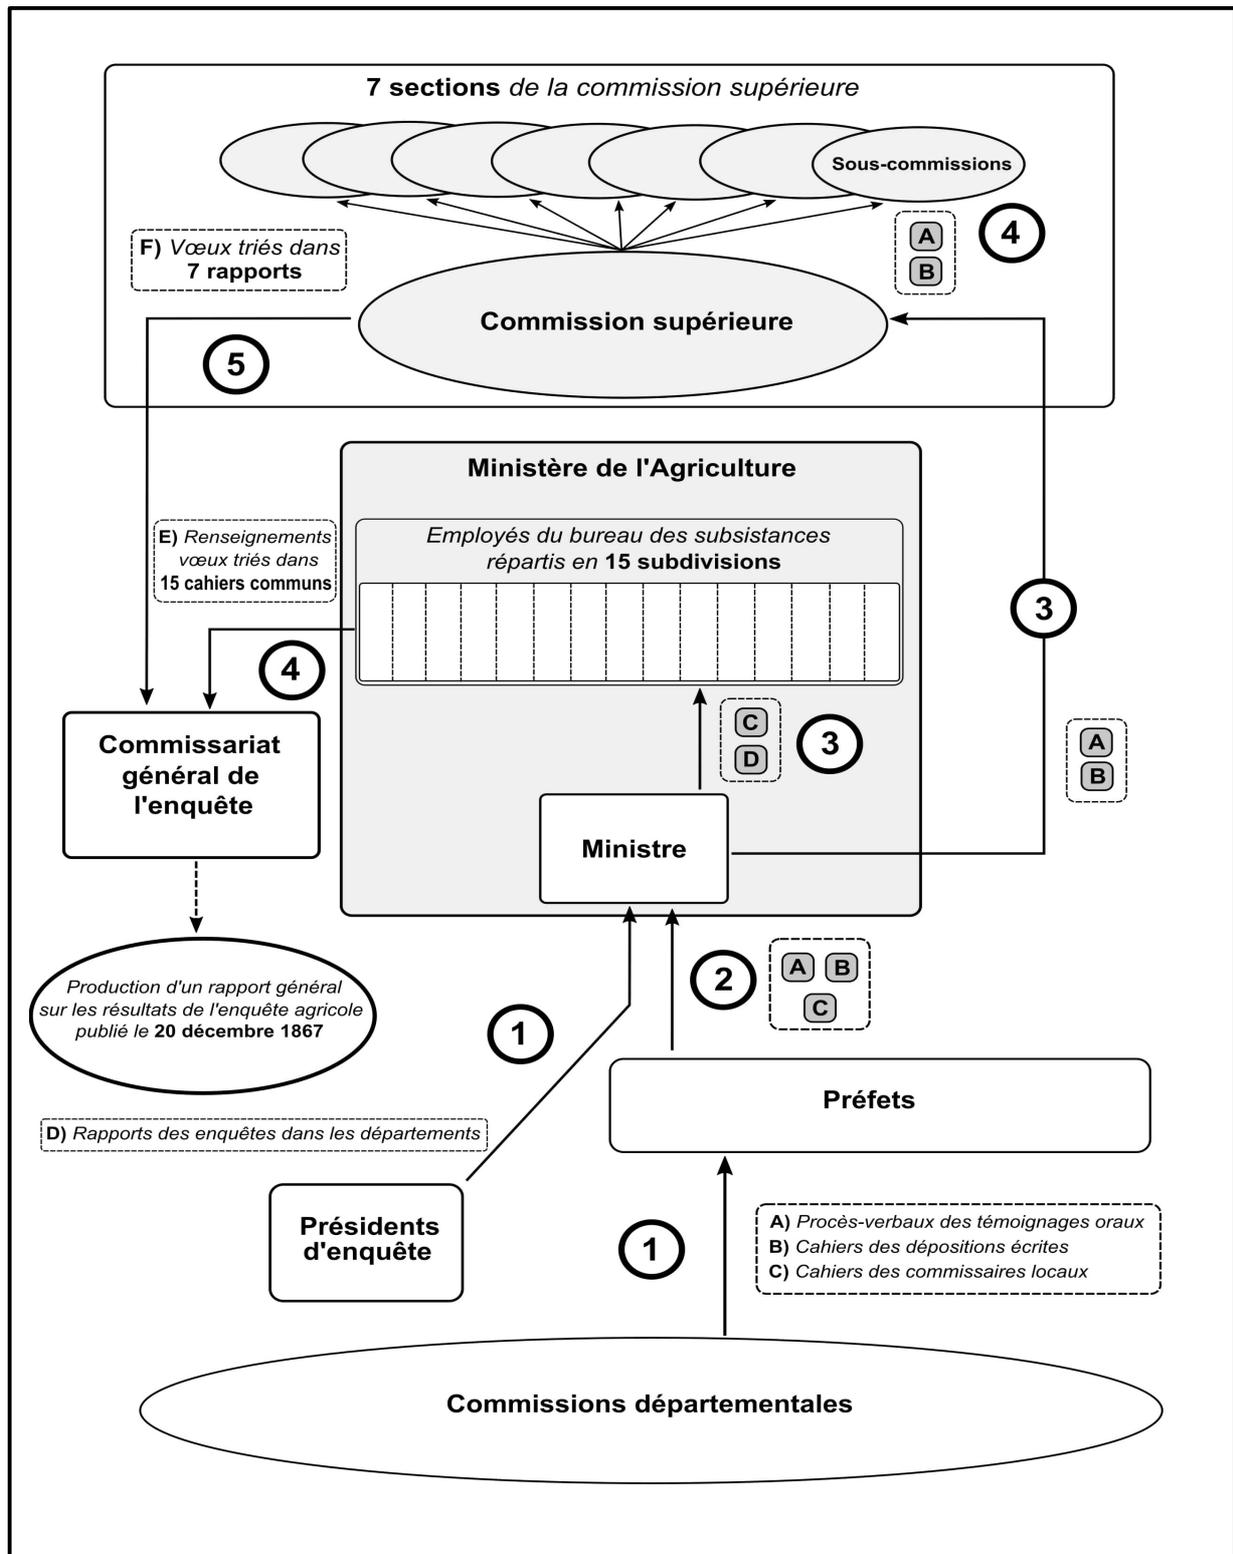 7 sections de la commission supérieure
Sous-commissions
A
B
4
F) Vœux triés dans
7 rapports
Commission supérieure
5
Ministère de l'Agriculture
Employés du bureau des subsistances
répartis en 15 subdivisions
E) Renseignements
vœux triés dans
15 cahiers communs
3
4
C
D
3
A
B
Commissariat
général de
l'enquête
Ministre
2
A B
C
Production d'un rapport général
sur les résultats de l'enquête agricole
publié le 20 décembre 1867
1
Préfets
D) Rapports des enquêtes dans les départements
Présidents
d'enquête
1
A) Procès-verbaux des témoignages oraux
B) Cahiers des dépositions écrites
C) Cahiers des commissaires locaux
Commissions départementales